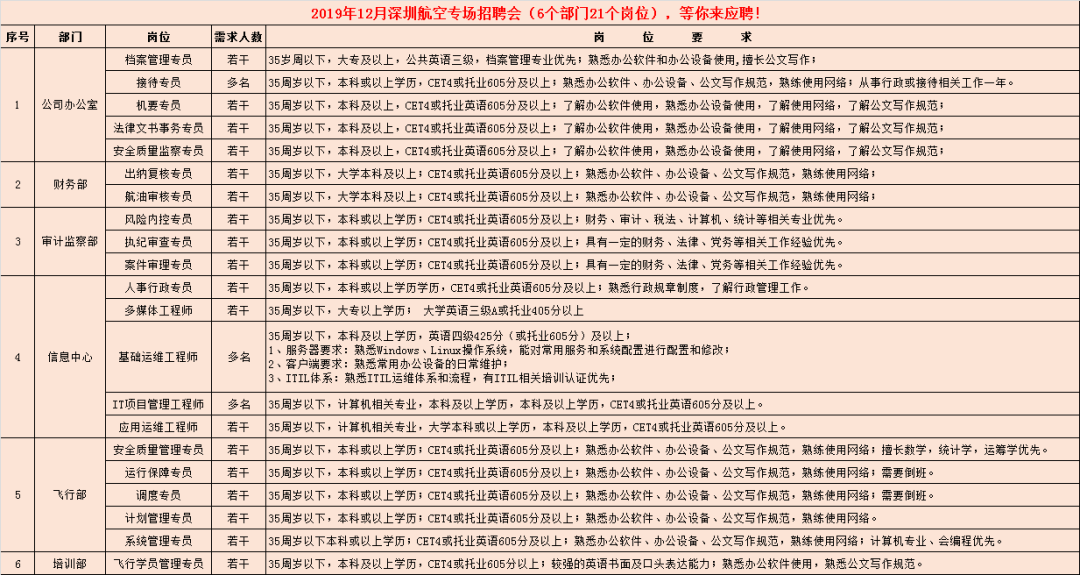 2019年12月深圳航空专场招聘会（6个部门21个岗位），等你来应聘！
序号 部门 岗位 需求人数 岗 位 要 求
1 公司办公室
档案管理专员 若干 35岁周以下，大专及以上，公共英语三级，档案管理专业优先；熟悉办公软件和办公设备使用,擅长公文写作；
接待专员 多名 35周岁以下，本科或以上学历，CET4或托业605分及以上；熟悉办公软件、办公设备、公文写作规范，熟练使用网络；从事行政或接待相关工作一年。
机要专员 若干 35周岁以下，本科及以上，CET4或托业英语605分及以上；了解办公软件使用，熟悉办公设备使用，了解使用网络，了解公文写作规范；
法律文书事务专员 若干 35周岁以下，本科及以上，CET4或托业英语605分及以上；了解办公软件使用，熟悉办公设备使用，了解使用网络，了解公文写作规范；
安全质量监察专员 若干 35周岁以下，本科及以上，CET4或托业英语605分及以上；了解办公软件使用，熟悉办公设备使用，了解使用网络，了解公文写作规范；
2 财务部
出纳复核专员 若干 35周岁以下，大学本科及以上；CET4或托业英语605分及以上；熟悉办公软件、办公设备、公文写作规范，熟练使用网络；
航油审核专员 若干 35周岁以下，大学本科及以上；CET4或托业英语605分及以上；熟悉办公软件、办公设备、公文写作规范，熟练使用网络；
3 审计监察部
风险内控专员 若干 35周岁以下，本科或以上学历；CET4或托业英语605分及以上；财务、审计、税法、计算机、统计等相关专业优先。
执纪审查专员 若干 35周岁以下，本科或以上学历；CET4或托业英语605分及以上；具有一定的财务、法律、党务等相关工作经验优先。
案件审理专员 若干 35周岁以下，本科或以上学历；CET4或托业英语605分及以上；具有一定的财务、法律、党务等相关工作经验优先。
4 信息中心
人事行政专员 若干 35周岁以下，本科或以上学历学历，CET4或托业英语605分及以上；熟悉行政规章制度，了解行政管理工作。
多媒体工程师 若干 35周岁以下，大专以上学历； 大学英语三级A或托业405分以上
基础运维工程师 多名 35周岁以下，本科及以上学历，英语四级425分（或托业605分）及以上；
1、服务器要求：熟悉Windows、Linux操作系统，能对常用服务和系统配置进行配置和修改；
2、客户端要求：熟悉常用办公设备的日常维护；
3、ITIL体系：熟悉ITIL运维体系和流程，有ITIL相关培训认证优先；
IT项目管理工程师 多名 35周岁以下，计算机相关专业，本科及以上学历，本科及以上学历，CET4或托业英语605分及以上。
应用运维工程师 若干 35周岁以下，计算机相关专业，大学本科或以上学历，本科及以上学历，CET4或托业英语605分及以上。
5 飞行部
安全质量管理专员 若干 35周岁以下，本科或以上学历；CET4或托业英语605分及以上；熟悉办公软件、办公设备、公文写作规范，熟练使用网络；擅长数学，统计学，运筹学优先。
运行保障专员 若干 35周岁以下，本科或以上学历；CET4或托业英语605分及以上；熟悉办公软件、办公设备、公文写作规范，熟练使用网络；需要倒班。
调度专员 若干 35周岁以下，本科或以上学历；CET4或托业英语605分及以上；熟悉办公软件、办公设备、公文写作规范，熟练使用网络；需要倒班。
计划管理专员 若干 35周岁以下，本科或以上学历；CET4或托业英语605分及以上；熟悉办公软件、办公设备、公文写作规范，熟练使用网络。
系统管理专员 若干 35周岁以下本科或以上学历；CET4或托业英语605分及以上；熟悉办公软件、办公设备、公文写作规范，熟练使用网络；计算机专业、会编程优先。
6 培训部 飞行学员管理专员 若干 35周岁以下，本科或以上学历；CET4或托业605分以上；较强的英语书面及口头表达能力；熟悉办公软件使用，熟悉公文写作规范。